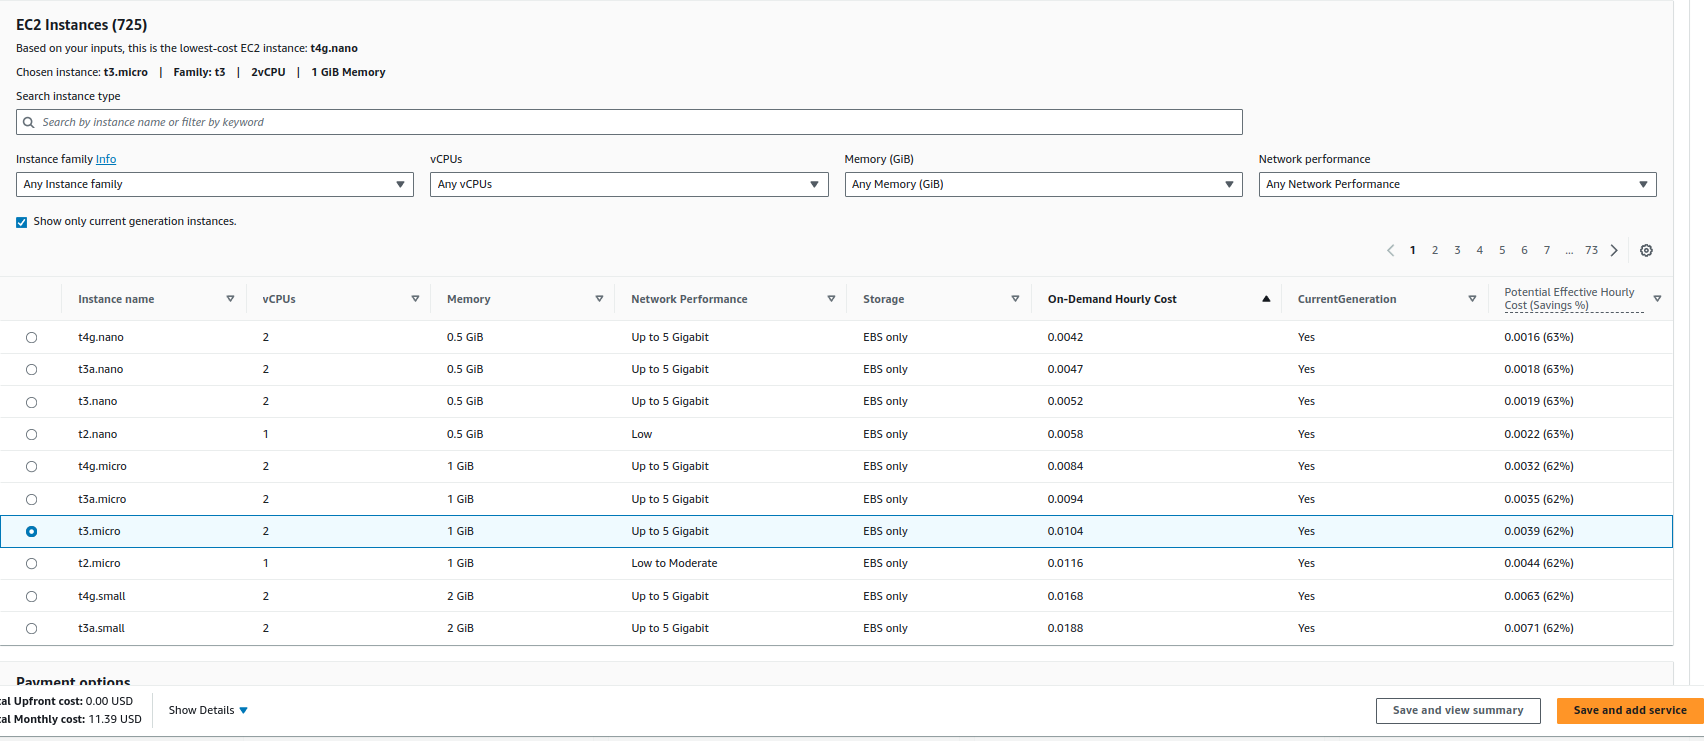 EC2 Instances (725)
Based on your inputs, this is the lowest-cost EC2 instance: t4g.nano
Chosen instance: t3.micro | Family: t3 | 2vCPU | 1 GiB Memory
Search instance type
Search by instance name or filter by keyword
Instance family Info vCPUs Memory (GiB) Network performance
Any Instance family Any vCPUs Any Memory (GiB) Any Network Performance
Show only current generation instances.
1 2 3 4 5 6 7 ... 73
Instance name vCPUs Memory Network Performance Storage On-Demand Hourly Cost CurrentGeneration Potential Effective Hourly
Cost (Savings %)
t4g.nano 2 0.5 GiB Up to 5 Gigabit EBS only 0.0042 Yes 0.0016 (63%)
t3a.nano 2 0.5 GiB Up to 5 Gigabit EBS only 0.0047 Yes 0.0018 (63%)
t3.nano 2 0.5 GiB Up to 5 Gigabit EBS only 0.0052 Yes 0.0019 (63%)
t2.nano 1 0.5 GiB Low EBS only 0.0058 Yes 0.0022 (63%)
t4g.micro 2 1 GiB Up to 5 Gigabit EBS only 0.0084 Yes 0.0032 (62%)
t3a.micro 2 1 GiB Up to 5 Gigabit EBS only 0.0094 Yes 0.0035 (62%)
t3.micro 2 1 GiB Up to 5 Gigabit EBS only 0.0104 Yes 0.0039 (62%)
t2.micro 1 1 GiB Low to Moderate EBS only 0.0116 Yes 0.0044 (62%)
t4g.small 2 2 GiB Up to 5 Gigabit EBS only 0.0168 Yes 0.0063 (62%)
t3a.small 2 2 GiB Up to 5 Gigabit EBS only 0.0188 Yes 0.0071 (62%)
Payment options
tal Upfront cost: 0.00 USD
tal Monthly cost: 11.39 USD
Show Details
Save and view summary
Save and add service